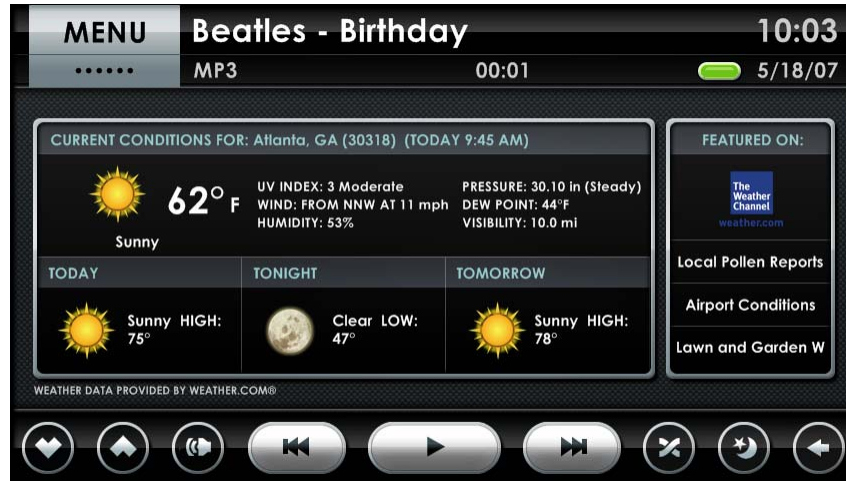 MENU
Beatles - Birthday
10:03
MP3
00:01
5/18/07
CURRENT CONDITIONS FOR: Atlanta, GA (30318) (TODAY 9:45 AM)
62° F
Sunny
UV INDEX: 3 Moderate
WIND: FROM NNW AT 11 mph
HUMIDITY: 53%
PRESSURE: 30.10 in (Steady)
DEW POINT: 44°F
VISIBILITY: 10.0 mi
TODAY
Sunny HIGH:
75°
TONIGHT
Clear LOW:
47°
TOMORROW
Sunny HIGH:
78°
FEATURED ON:
The
Weather
Channel
weather.com
Local Pollen Reports
Airport Conditions
Lawn and Garden W
WEATHER DATA PROVIDED BY WEATHER.COM®